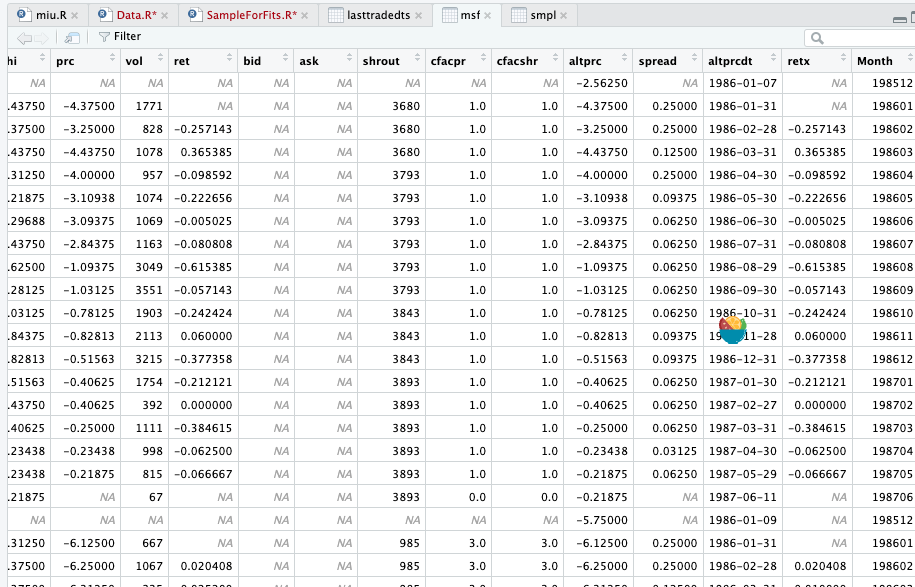 miu.R × Data.R* × SampleForFits.R* × lasttradedts × msf × smpl ×
Filter
hi prc vol ret bid ask shrout cfacpr cfacshr altprc spread altprcdt retx Month
NA NA NA NA NA NA NA NA NA -2.56250 NA 1986-01-07 NA 198512
.43750 -4.37500 1771 NA NA NA 3680 1.0 1.0 -4.37500 0.25000 1986-01-31 NA 198601
.37500 -3.25000 828 -0.257143 NA NA 3680 1.0 1.0 -3.25000 0.25000 1986-02-28 -0.257143 198602
.43750 -4.43750 1078 0.365385 NA NA 3680 1.0 1.0 -4.43750 0.12500 1986-03-31 0.365385 198603
.31250 -4.00000 957 -0.098592 NA NA 3793 1.0 1.0 -4.00000 0.25000 1986-04-30 -0.098592 198604
.21875 -3.10938 1074 -0.222656 NA NA 3793 1.0 1.0 -3.10938 0.09375 1986-05-30 -0.222656 198605
.29688 -3.09375 1069 -0.005025 NA NA 3793 1.0 1.0 -3.09375 0.06250 1986-06-30 -0.005025 198606
.43750 -2.84375 1163 -0.080808 NA NA 3793 1.0 1.0 -2.84375 0.06250 1986-07-31 -0.080808 198607
.62500 -1.09375 3049 -0.615385 NA NA 3793 1.0 1.0 -1.09375 0.06250 1986-08-29 -0.615385 198608
.28125 -1.03125 3551 -0.057143 NA NA 3793 1.0 1.0 -1.03125 0.06250 1986-09-30 -0.057143 198609
.03125 -0.78125 1903 -0.242424 NA NA 3843 1.0 1.0 -0.78125 0.06250 1986-10-31 -0.242424 198610
.84375 -0.82813 2113 0.060000 NA NA 3843 1.0 1.0 -0.82813 0.09375 0.060000 198611
.82813 -0.51563 3215 -0.377358 NA NA 3843 1.0 1.0 -0.51563 0.09375 1986-12-31 -0.377358 198612
.51563 -0.40625 1754 -0.212121 NA NA 3893 1.0 1.0 -0.40625 0.06250 1987-01-30 -0.212121 198701
.43750 -0.40625 392 0.000000 NA NA 3893 1.0 1.0 -0.40625 0.06250 1987-02-27 0.000000 198702
.40625 -0.25000 1111 -0.384615 NA NA 3893 1.0 1.0 -0.25000 0.06250 1987-03-31 -0.384615 198703
.23438 -0.23438 998 -0.062500 NA NA 3893 1.0 1.0 -0.23438 0.03125 1987-04-30 -0.062500 198704
.23438 -0.21875 815 -0.066667 NA NA 3893 1.0 1.0 -0.21875 0.06250 1987-05-29 -0.066667 198705
.21875 NA 67 NA NA NA 3893 0.0 0.0 -0.21875 NA 1987-06-11 NA 198706
NA NA NA NA NA NA NA NA NA -5.75000 NA 1986-01-09 NA 198512
.31250 -6.12500 667 NA NA NA 985 3.0 3.0 -6.12500 0.25000 1986-01-31 NA 198601
.37500 -6.25000 1067 0.020408 NA NA 985 3.0 3.0 -6.25000 0.25000 1986-02-28 0.020408 198602